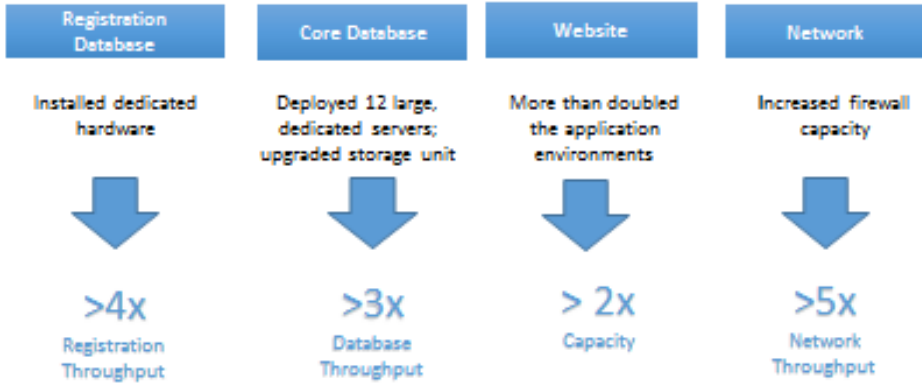 Registration
Database
Core Database
Website
Network
Installed dedicated
hardware
Deployed 12 large,
dedicated servers;
upgraded storage unit
More than doubled
the application
environments
Increased firewall
capacity
>4x
Registration
Throughput
>3x
Database
Throughput
> 2x
Capacity
>5x
Network
Throughput